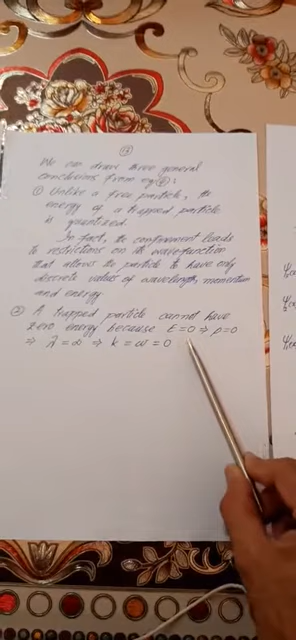 We can draw three general
conclusions from eq
① Unlike a free particle, the
energy of a trapped particle
is quantized.
In fact, the confinement leads
to restrictions on its wavefunction
that allows the particle to have only
discrete values of wavelength, momentum
and energy.
② A trapped particle cannot have
zero energy because E=0 ⇒ p=0
⇒ λ = ∞ ⇒ k = ω = 0